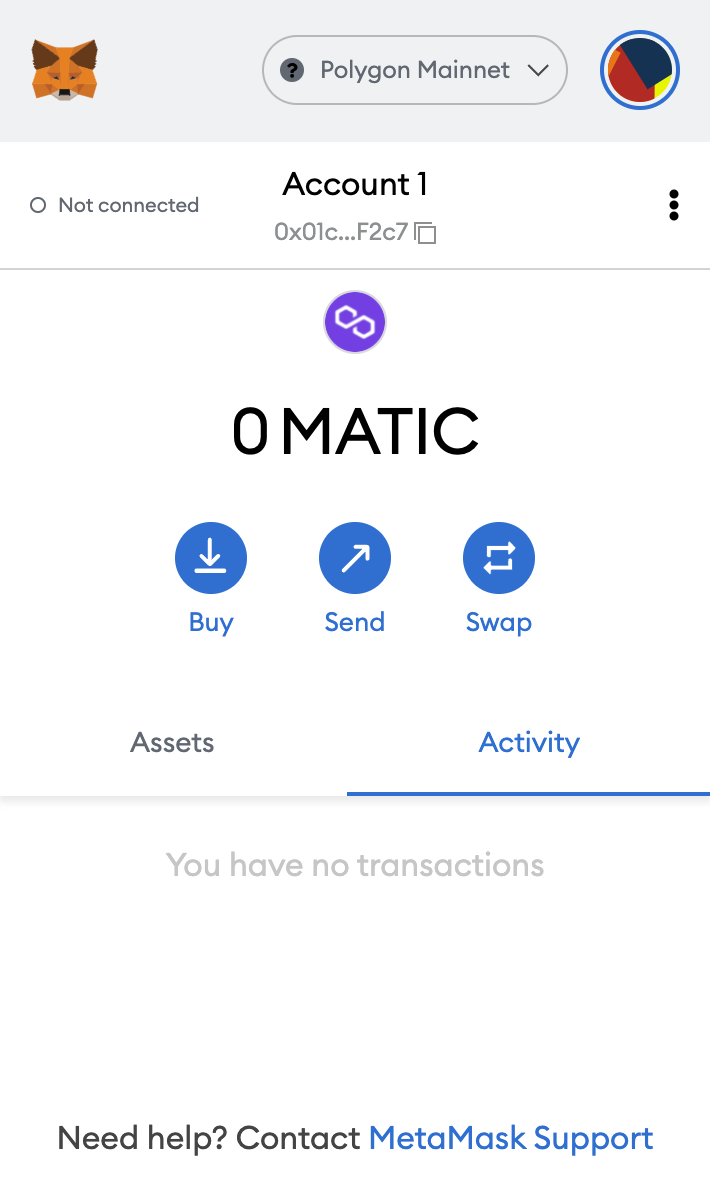 Polygon Mainnet
Account 1
Not connected
0x01c...F2c7
0 MATIC
Buy Send Swap
Assets Activity
You have no transactions
Need help? Contact MetaMask Support